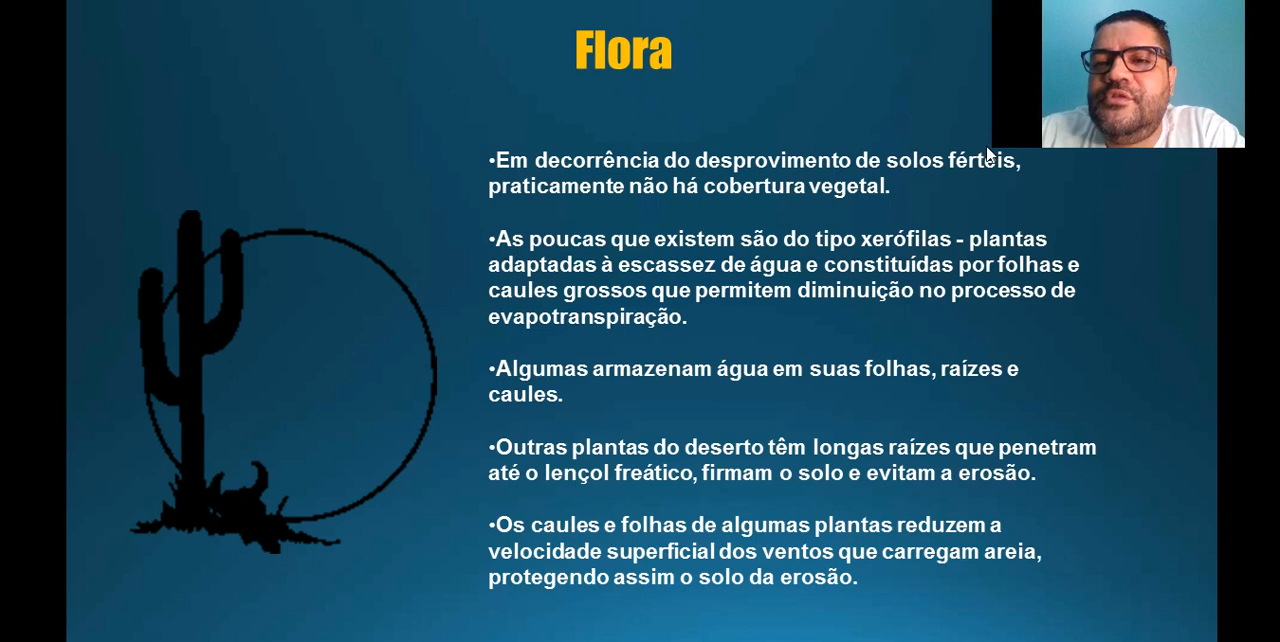 Flora
•Em decorrência do desprovimento de solos férteis,
praticamente não há cobertura vegetal.
•As poucas que existem são do tipo xerófilas - plantas
adaptadas à escassez de água e constituídas por folhas e
caules grossos que permitem diminuição no processo de
evapotranspiração.
•Algumas armazenam água em suas folhas, raízes e
caules.
•Outras plantas do deserto têm longas raízes que penetram
até o lençol freático, firmam o solo e evitam a erosão.
•Os caules e folhas de algumas plantas reduzem a
velocidade superficial dos ventos que carregam areia,
protegendo assim o solo da erosão.